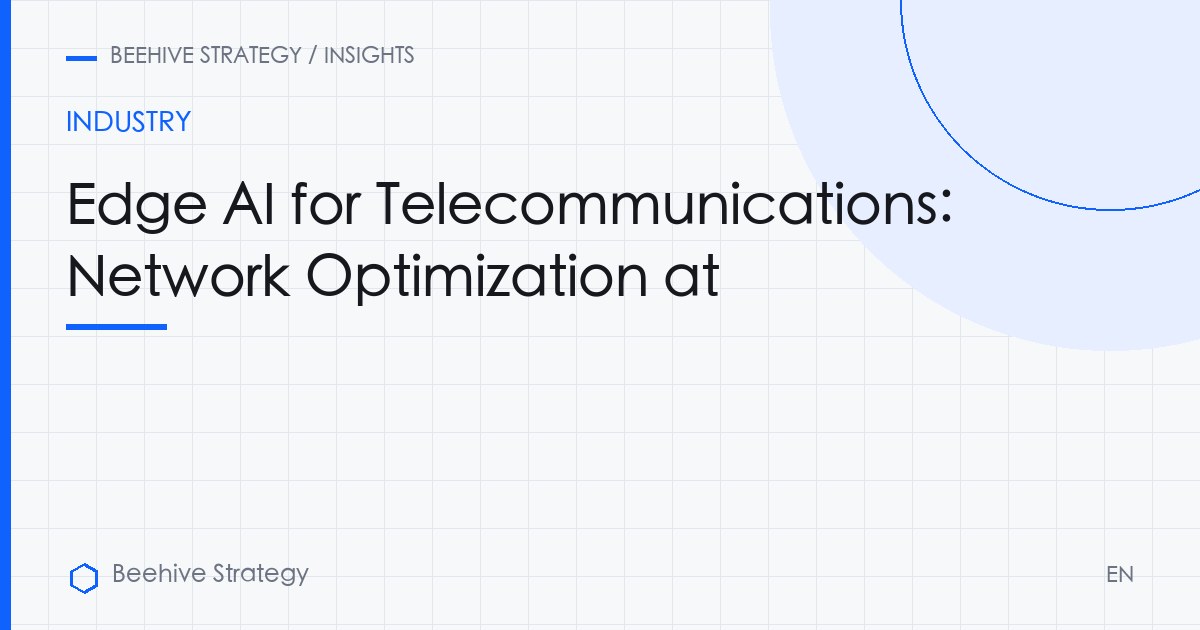 BEEHIVE STRATEGY / INSIGHTS
INDUSTRY
Edge AI for Telecommunications:
Network Optimization at
Beehive Strategy
EN